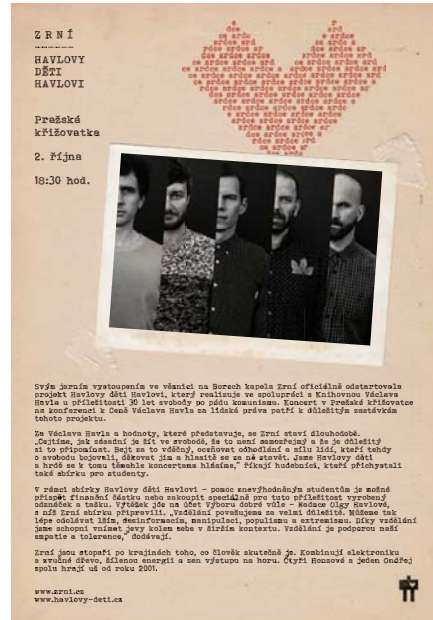 ZRNÍ
------
HAVLOVY
DĚTI
HAVLOVI
Pražská
křižovatka
2. října
18:30 hod.
Svým jarním vystoupením ve věznici na Borech kapela Zrní oficiálně odstartovala
projekt Havlovy děti Havlovi, který realizuje ve spolupráci s Knihovnou Václava
Havla u příležitosti 30 let svobody po pádu komunismu. Koncert v Pražské křižovatce
na konferenci k Ceně Václava Havla za lidská práva patří k důležitým zastávkám
tohoto projektu.
Za Václava Havla a hodnoty, které představuje, se Zrní staví dlouhodobě.
„Cejtíme, jak zásadní je žít ve svobodě, že to není samozřejmý a že je důležitý
si to připomínat. Bejt za to vděčný, oceňovat odhodlání a sílu lidí, kteří tehdy
o svobodu bojovali, děkovat jim a hlasitě se za ně stavět. Jsme Havlovy děti
a hrdě se k tomu těmahle koncertama hlásíme,“ říkají hudebníci, kteří přichystali
také sbírku pro studenty.
V rámci sbírky Havlovy děti Havlovi – pomoc znevýhodněným studentům je možné
přispět finanční částku nebo zakoupit speciálně pro tuto příležitost vyrobený
odznáček a tašku. Výtěžek jde na účet Výboru dobré vůle – Nadace Olgy Havlové,
s níž Zrní sbírku připravili. „Vzdělání považujeme za velmi důležité. Můžeme tak
lépe odolávat lžím, desinformacím, manipulaci, populismu a extremismu. Díky vzdělání
jsme schopni vnímat jevy kolem sebe v širším kontextu. Vzdělání je podporou naší
empatie a tolerance,“ dodávají.
Zrní jsou stopaři po krajinách toho, co člověk skutečně je. Kombinují elektroniku
a zvučné dřevo, šílenou energii a zen výstupu na horu. Čtyři Honzové a jeden Ondřej
spolu hrají už od roku 2001.
www.zrni.cz
www.havlovy-deti.cz